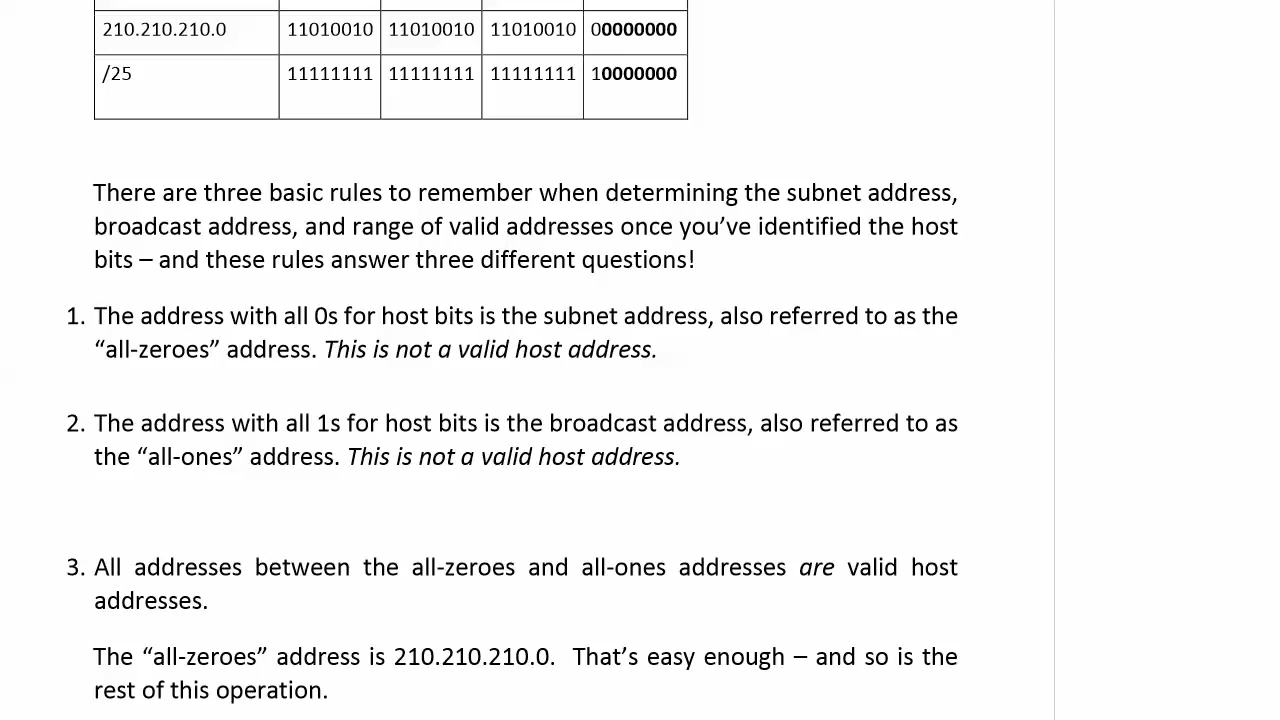 210.210.210.0 11010010 11010010 11010010 00000000
/25 11111111 11111111 11111111 10000000
There are three basic rules to remember when determining the subnet address,
broadcast address, and range of valid addresses once you’ve identified the host
bits – and these rules answer three different questions!
1. The address with all 0s for host bits is the subnet address, also referred to as the
“all-zeroes” address. This is not a valid host address.
2. The address with all 1s for host bits is the broadcast address, also referred to as
the “all-ones” address. This is not a valid host address.
3. All addresses between the all-zeroes and all-ones addresses are valid host
addresses.
The “all-zeroes” address is 210.210.210.0. That’s easy enough – and so is the
rest of this operation.